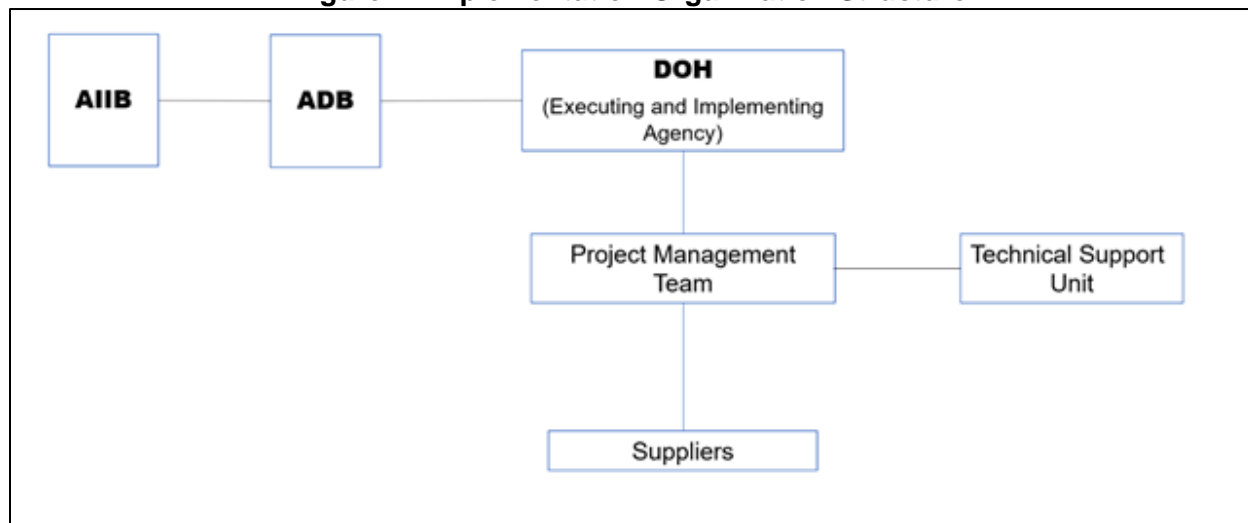 AIIB
ADB
DOH
(Executing and Implementing
Agency)
Project Management
Team
Technical Support
Unit
Suppliers